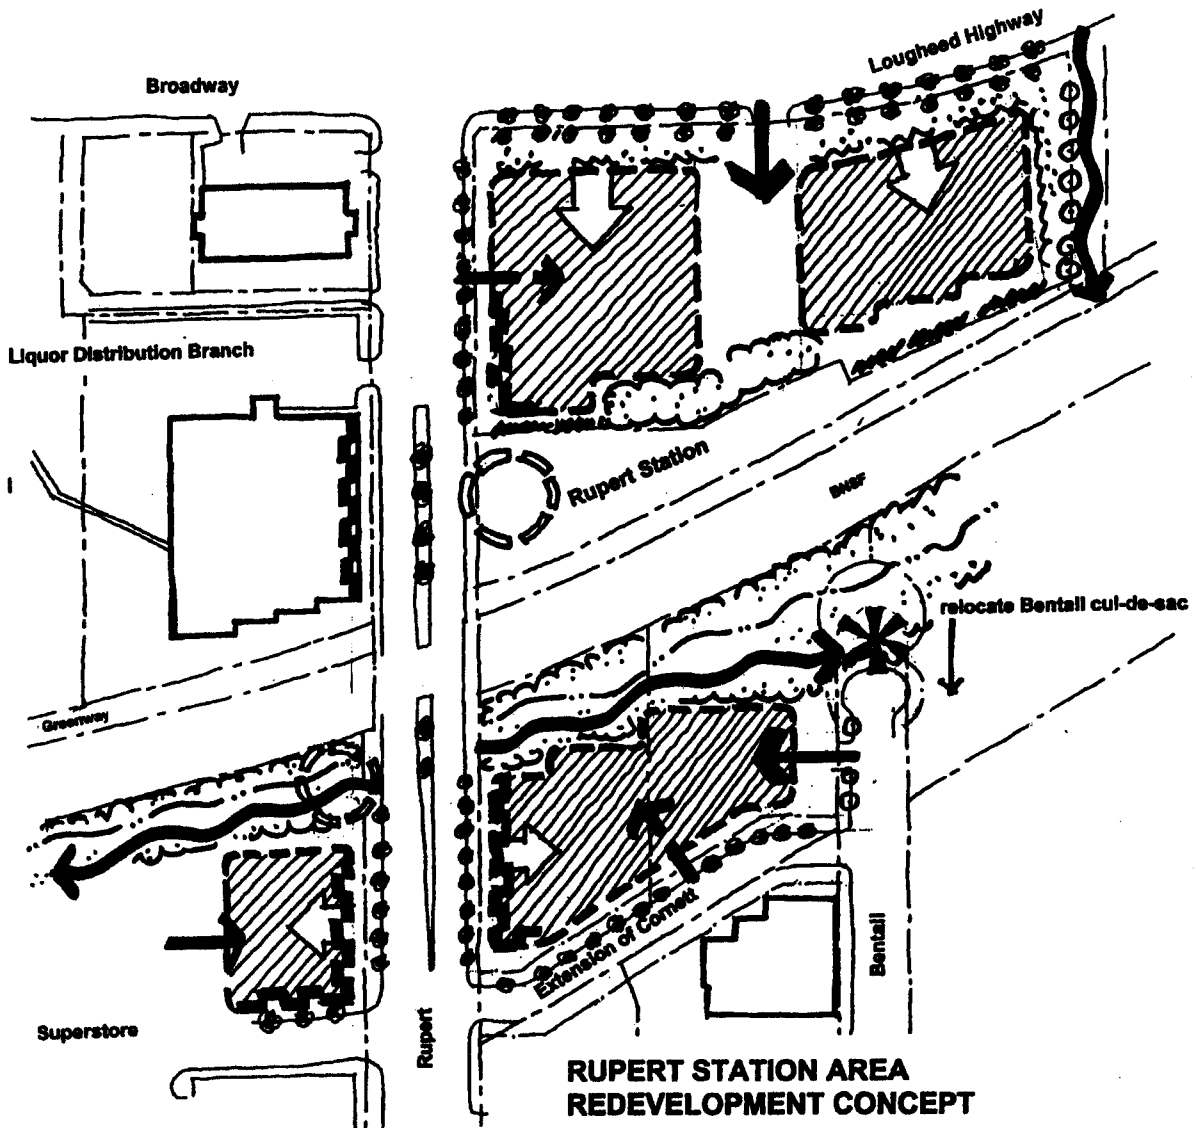 Lougheed Highway
Broadway
Liquor Distribution Branch
Rupert Station
BNSF
relocate Bentall cul-de-sac
Greenway
Extension of Cornett
Bentall
Superstore
Rupert
RUPERT STATION AREA
REDEVELOPMENT CONCEPT